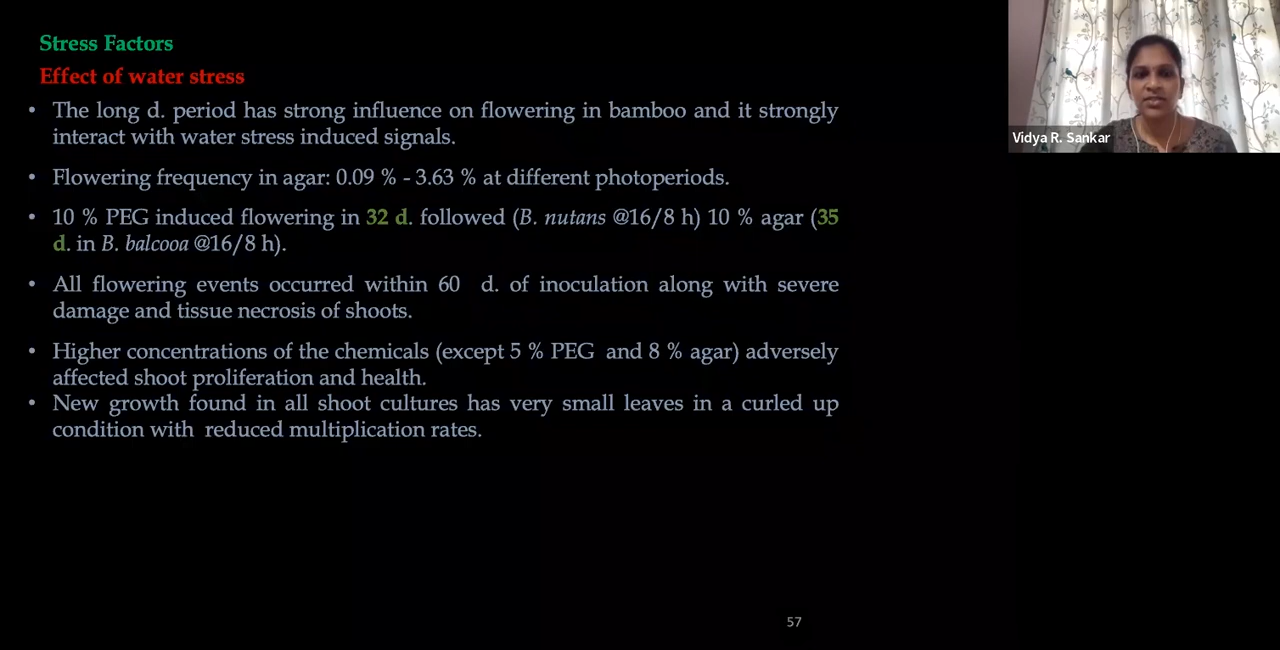 Stress Factors
Effect of water stress
• The long d. period has strong influence on flowering in bamboo and it strongly
interact with water stress induced signals.
• Flowering frequency in agar: 0.09 % - 3.63 % at different photoperiods.
• 10 % PEG induced flowering in 32 d. followed (B. nutans @16/8 h) 10 % agar (35
d. in B. balcooa @16/8 h).
• All flowering events occurred within 60 d. of inoculation along with severe
damage and tissue necrosis of shoots.
• Higher concentrations of the chemicals (except 5 % PEG and 8 % agar) adversely
affected shoot proliferation and health.
• New growth found in all shoot cultures has very small leaves in a curled up
condition with reduced multiplication rates.
57
Vidya R. Sankar